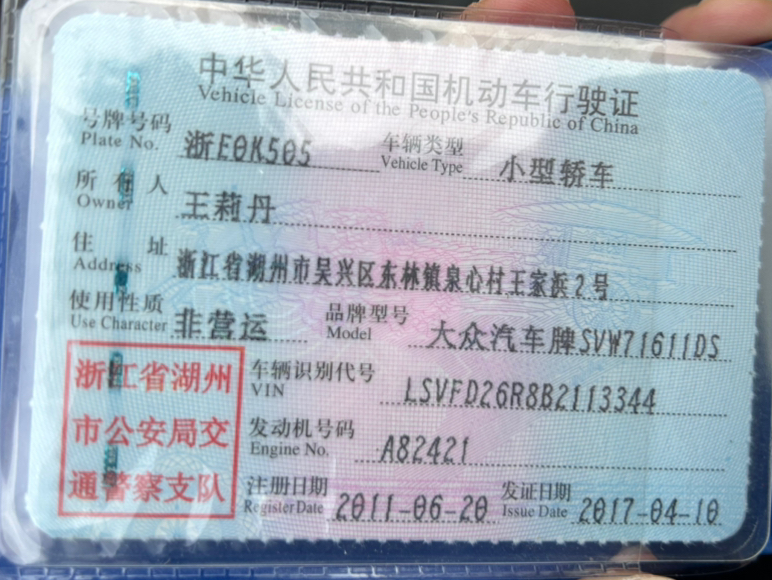 中华人民共和国机动车行驶证
Vehicle License of the People's Republic of China
号牌号码 浙E0K505 车辆类型 小型轿车
Plate No. Vehicle Type
所有人 王莉丹
Owner
住址 浙江省湖州市吴兴区东林镇泉心村王家浜2号
Address
使用性质 非营运 品牌型号 大众汽车牌SVW71611DS
Use Character Model
浙江省湖州
市公安局交
通警察支队
车辆识别代号 LSVFD26R8B2113344
VIN
发动机号码 A82421
Engine No.
注册日期 2011-06-20 发证日期 2017-04-10
Register Date Issue Date